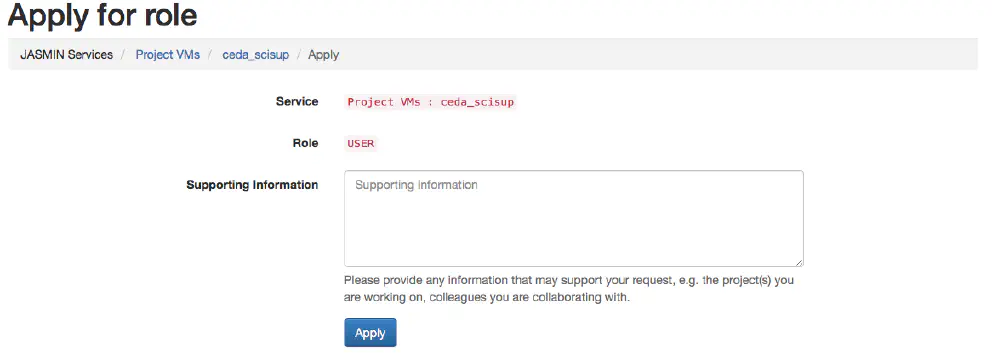 Apply for role
JASMIN Services / Project VMs / ceda_scisup / Apply
Service Project VMs : ceda_scisup
Role USER
Supporting Information Supporting Information
Please provide any information that may support your request, e.g. the project(s) you
are working on, colleagues you are collaborating with.
Apply